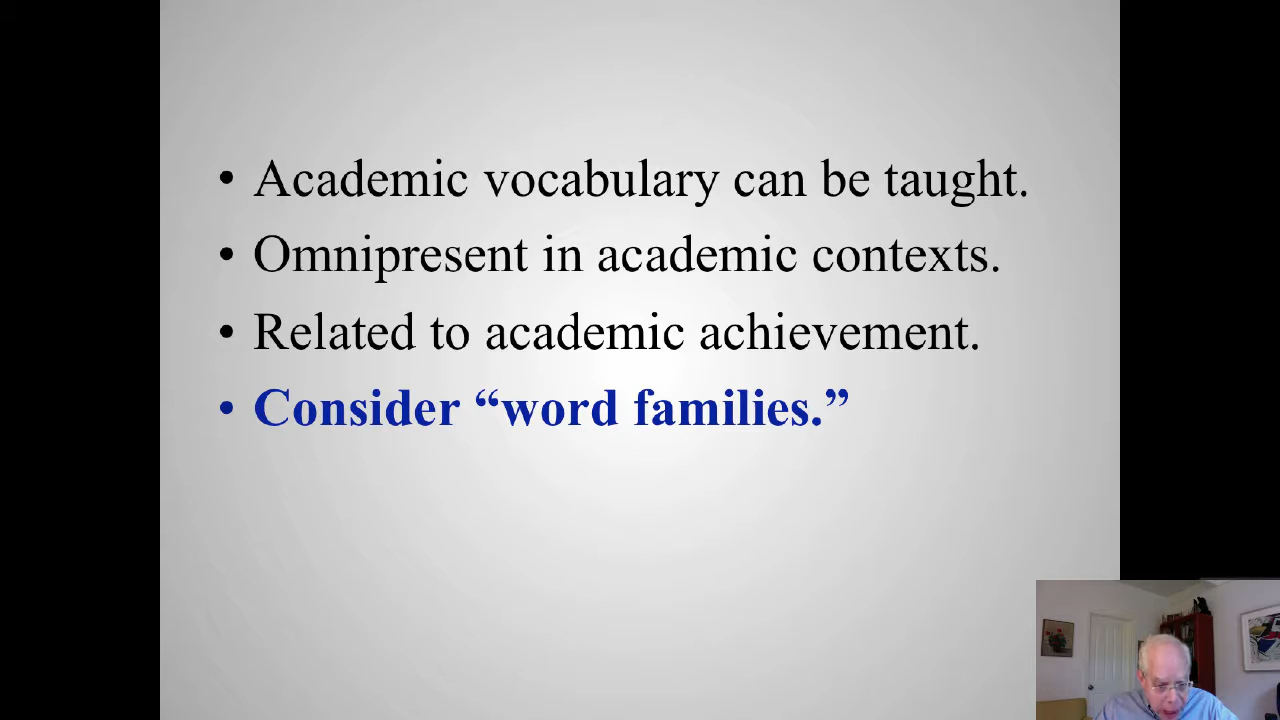 • Academic vocabulary can be taught.
• Omnipresent in academic contexts.
• Related to academic achievement.
• Consider “word families.”